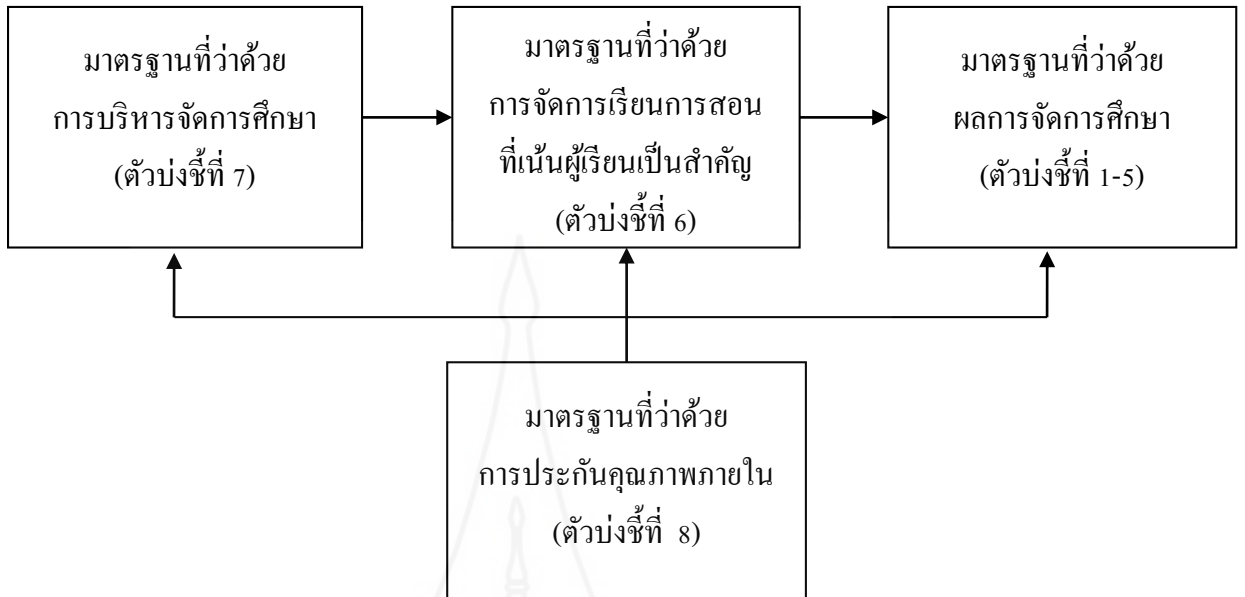 มาตรฐานที่ว่าด้วย
การบริหารจัดการศึกษา
(ตัวบ่งชี้ที่ 7)
มาตรฐานที่ว่าด้วย
การจัดการเรียนการสอน
ที่เน้นผู้เรียนเป็นสำคัญ
(ตัวบ่งชี้ที่ 6)
มาตรฐานที่ว่าด้วย
ผลการจัดการศึกษา
(ตัวบ่งชี้ที่ 1-5)
มาตรฐานที่ว่าด้วย
การประกันคุณภาพภายใน
(ตัวบ่งชี้ที่ 8)